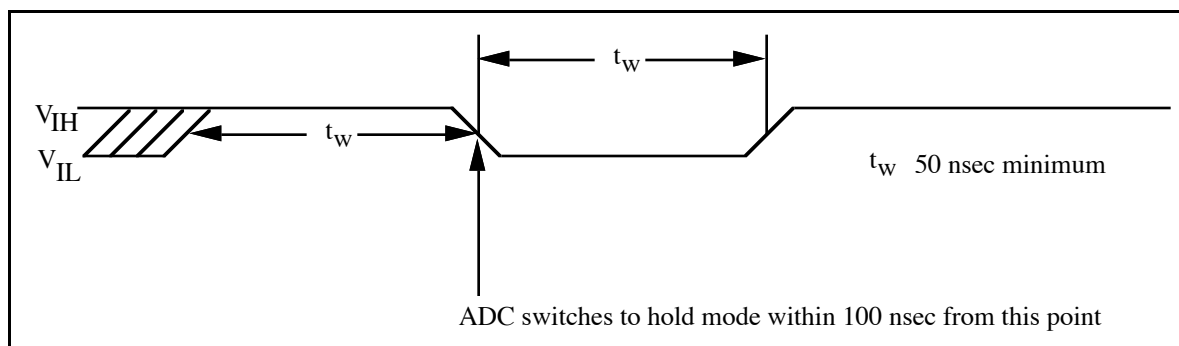 t_w
V_IH
t_w
V_IL
t_w 50 nsec minimum
ADC switches to hold mode within 100 nsec from this point